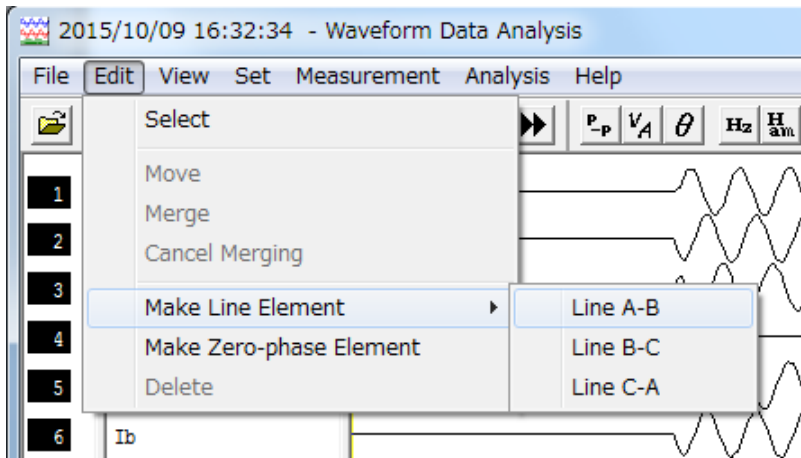 2015/10/09 16:32:34 - Waveform Data Analysis
File Edit View Set Measurement Analysis Help
P-P V/A θ Hz Ham
Select
Move
Merge
Cancel Merging
Make Line Element
Make Zero-phase Element
Delete
Line A-B
Line B-C
Line C-A
1
2
3
4
5
6 Ib